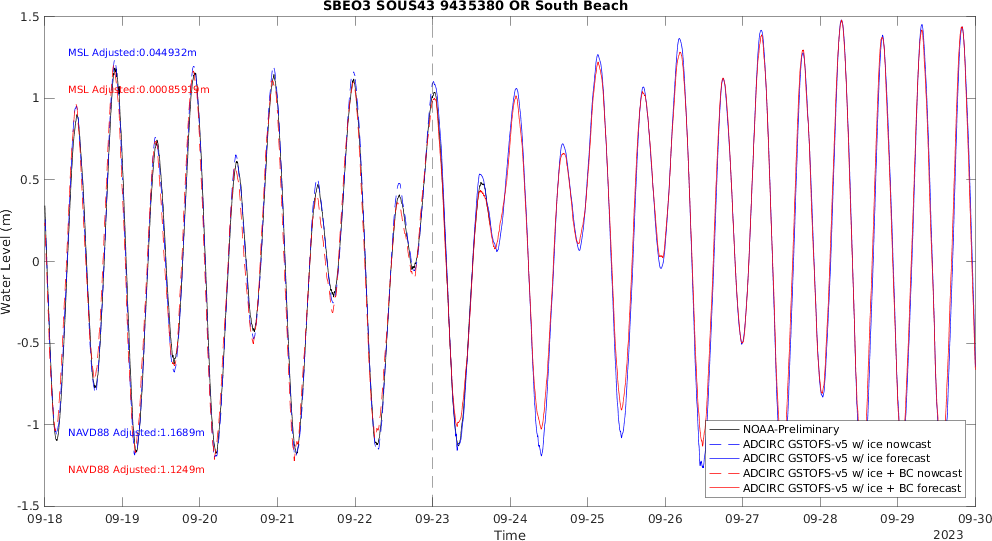 SBEO3 SOUS43 9435380 OR South Beach
1.5
1
0.5
0
-0.5
-1
-1.5
Water Level (m)
MSL Adjusted:0.044932m
MSL Adjusted:0.00085919m
NAVD88 Adjusted:1.1689m
NAVD88 Adjusted:1.1249m
NOAA-Preliminary
ADCIRC GSTOFS-v5 w/ ice nowcast
ADCIRC GSTOFS-v5 w/ ice forecast
ADCIRC GSTOFS-v5 w/ ice + BC nowcast
ADCIRC GSTOFS-v5 w/ ice + BC forecast
09-18 09-19 09-20 09-21 09-22 09-23 09-24 09-25 09-26 09-27 09-28 09-29 09-30
Time
2023